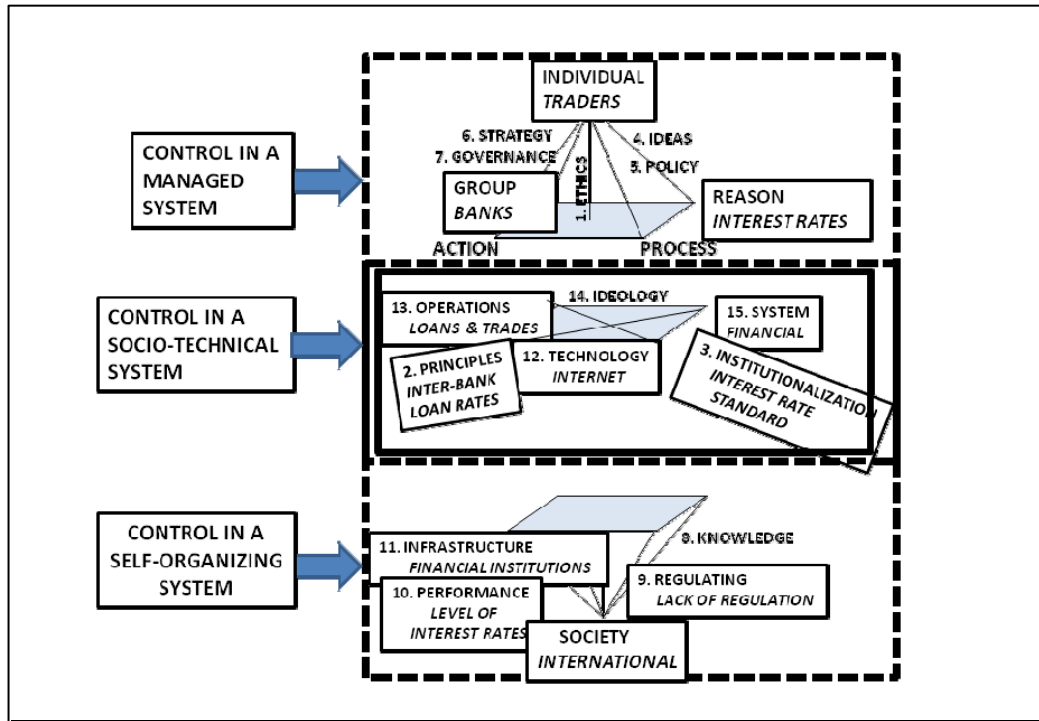 INDIVIDUAL
TRADERS
6. STRATEGY
7. GOVERNANCE
4. IDEAS
5. POLICY
1. ETHICS
CONTROL IN A
MANAGED
SYSTEM
GROUP
BANKS
REASON
INTEREST RATES
ACTION
PROCESS
CONTROL IN A
SOCIO-TECHNICAL
SYSTEM
13. OPERATIONS
LOANS & TRADES
14. IDEOLOGY
15. SYSTEM
FINANCIAL
2. PRINCIPLES
INTER-BANK
LOAN RATES
12. TECHNOLOGY
INTERNET
3. INSTITUTIONALIZATION
INTEREST RATE
STANDARD
CONTROL IN A
SELF-ORGANIZING
SYSTEM
8. KNOWLEDGE
11. INFRASTRUCTURE
FINANCIAL INSTITUTIONS
9. REGULATING
LACK OF REGULATION
10. PERFORMANCE
LEVEL OF
INTEREST RATES
SOCIETY
INTERNATIONAL